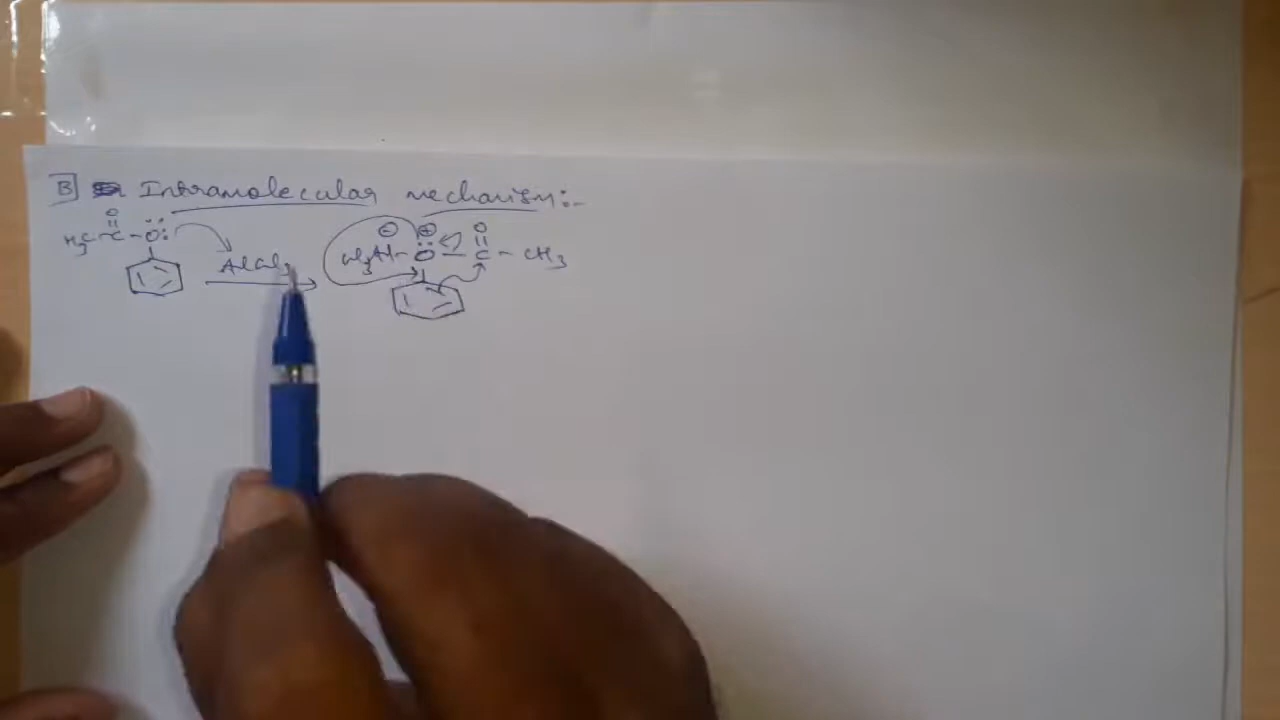 B Intramolecular mechanism:-
O ⊖ ⊕ O
H3C-C-O: Cl3Al-O-C-CH3
AlCl3